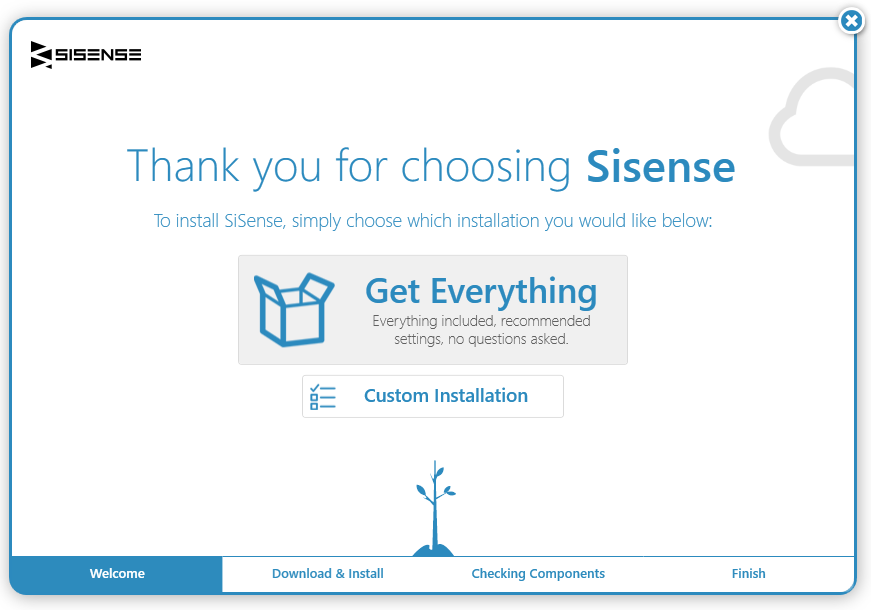 SISENSE
Thank you for choosing Sisense
To install SiSense, simply choose which installation you would like below:
Get Everything
Everything included, recommended
settings, no questions asked.
Custom Installation
Welcome
Download & Install
Checking Components
Finish